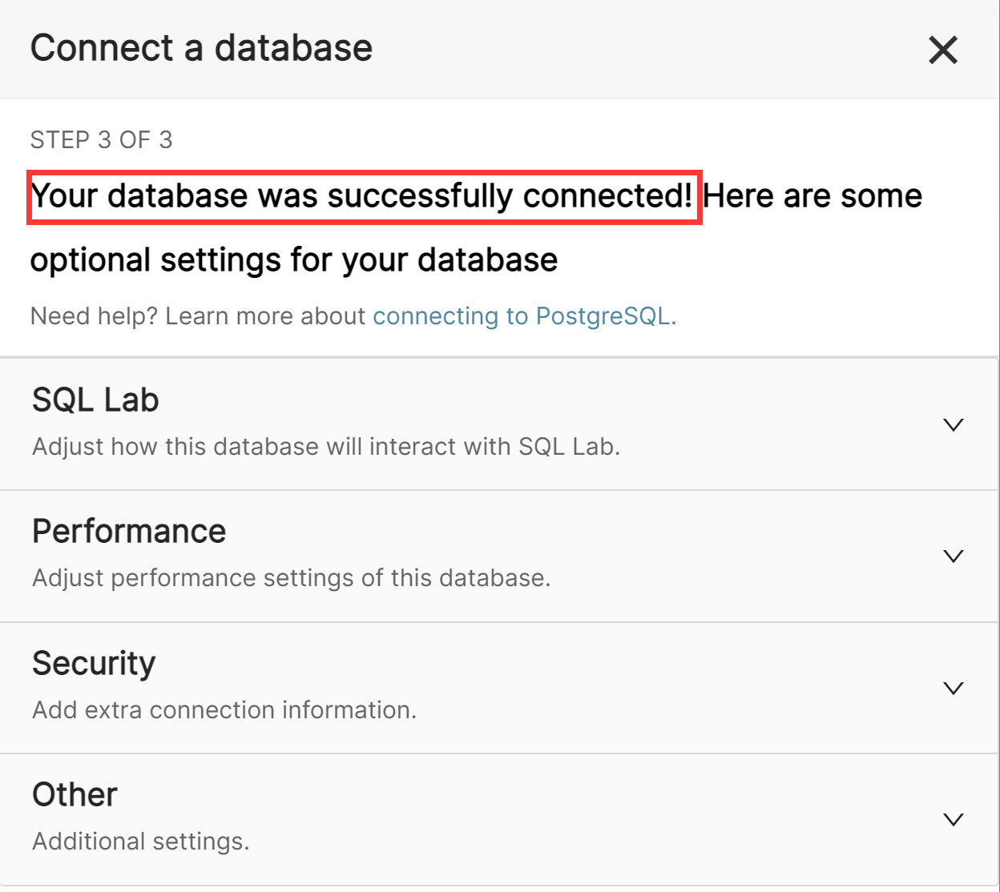 Connect a database
STEP 3 OF 3
Your database was successfully connected! Here are some
optional settings for your database
Need help? Learn more about connecting to PostgreSQL.
SQL Lab
Adjust how this database will interact with SQL Lab.
Performance
Adjust performance settings of this database.
Security
Add extra connection information.
Other
Additional settings.